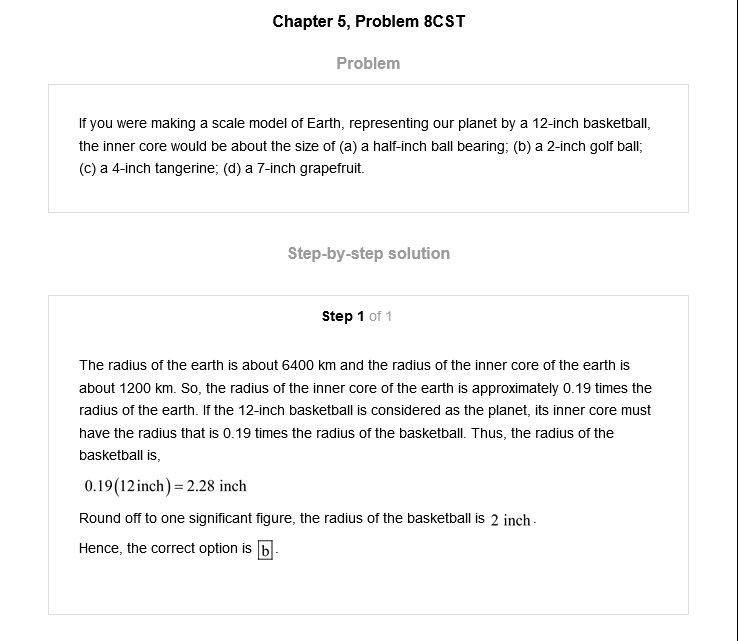 Chapter 5, Problem 8CST
Problem
If you were making a scale model of Earth, representing our planet by a 12-inch basketball,
the inner core would be about the size of (a) a half-inch ball bearing; (b) a 2-inch golf ball;
(c) a 4-inch tangerine; (d) a 7-inch grapefruit.
Step-by-step solution
Step 1 of 1
The radius of the earth is about 6400 km and the radius of the inner core of the earth is
about 1200 km. So, the radius of the inner core of the earth is approximately 0.19 times the
radius of the earth. If the 12-inch basketball is considered as the planet, its inner core must
have the radius that is 0.19 times the radius of the basketball. Thus, the radius of the
basketball is,
0.19(12 inch) = 2.28 inch
Round off to one significant figure, the radius of the basketball is 2 inch.
Hence, the correct option is b.